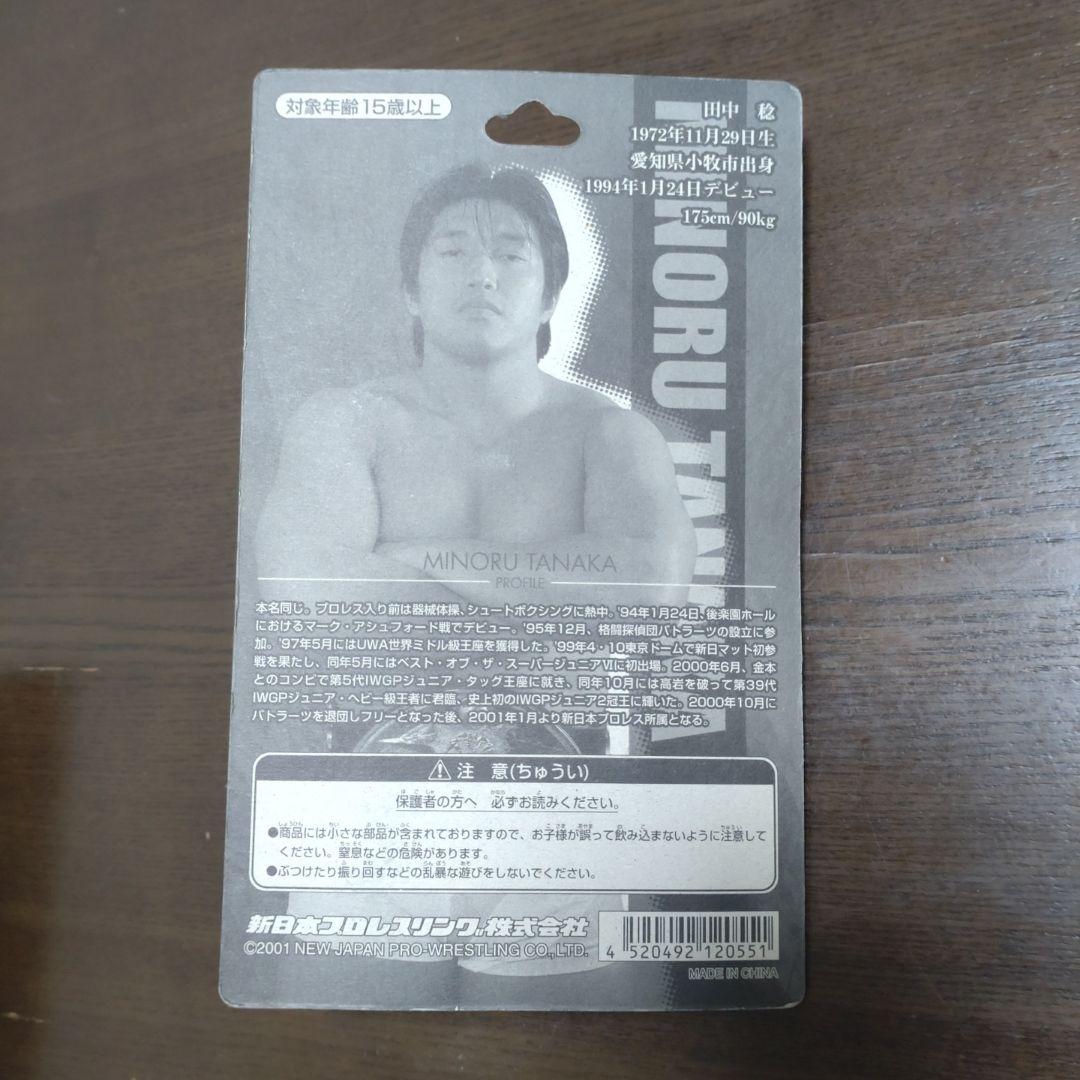 対象年齢15歳以上
田中 稔
1972年11月29日生
愛知県小牧市出身
1994年1月24日デビュー
175cm/90kg
MINORU TANAKA
MINORU TANAKA
PROFILE
本名同じ。プロレス入り前は器械体操、シュートボクシングに熱中。'94年1月24日、後楽園ホール
におけるマーク・アシュフォード戦でデビュー。'95年12月、格闘探偵団バトラーツの設立に参
加。'97年5月にはUWA世界ミドル級王座を獲得した。'99年4・10東京ドームで新日マット初参
戦を果たし、同年5月にはベスト・オブ・ザ・スーパージュニアⅥに初出場。2000年6月、金本
とのコンビで第5代IWGPジュニア・タッグ王座に就き、同年10月には高岩を破って第39代
IWGPジュニア・ヘビー級王者に君臨、史上初のIWGPジュニア2冠王に輝いた。2000年10月に
バトラーツを退団しフリーとなった後、2001年1月より新日本プロレス所属となる。
注 意(ちゅうい)
保護者の方へ 必ずお読みください。
●商品には小さな部品が含まれておりますので、お子様が誤って飲み込まないように注意して
ください。窒息などの危険があります。
●ぶつけたり振り回すなどの乱暴な遊びをしないでください。
新日本プロレスリング株式会社
©2001 NEW JAPAN PRO-WRESTLING CO.,LTD.
4 520492 120551
MADE IN CHINA